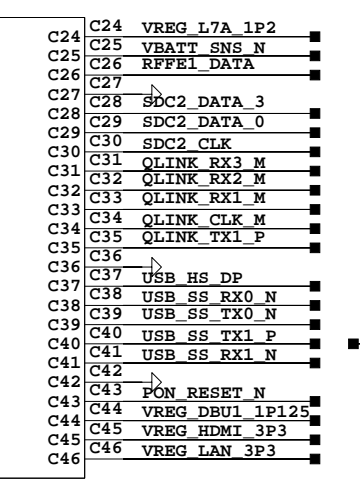 C24 C24 VREG_L7A_1P2
C25 C25 VBATT_SNS_N
C26 C26 RFFE1_DATA
C27 C27
C28 C28 SDC2_DATA_3
C29 C29 SDC2_DATA_0
C30 C30 SDC2_CLK
C31 C31 QLINK_RX3_M
C32 C32 QLINK_RX2_M
C33 C33 QLINK_RX1_M
C34 C34 QLINK_CLK_M
C35 C35 QLINK_TX1_P
C36 C36
C37 C37 USB_HS_DP
C38 C38 USB_SS_RX0_N
C39 C39 USB_SS_TX0_N
C40 C40 USB_SS_TX1_P
C41 C41 USB_SS_RX1_N
C42 C42
C43 C43 PON_RESET_N
C44 C44 VREG_DBU1_1P125
C45 C45 VREG_HDMI_3P3
C46 C46 VREG_LAN_3P3